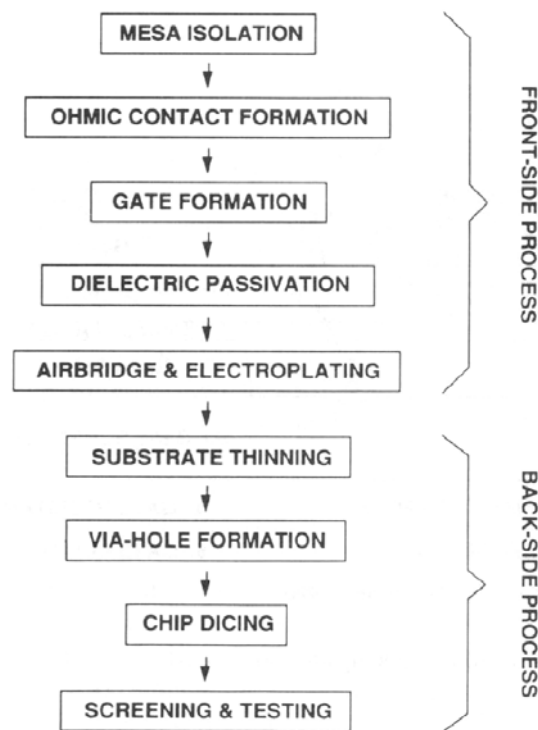 MESA ISOLATION
OHMIC CONTACT FORMATION
GATE FORMATION
DIELECTRIC PASSIVATION
AIRBRIDGE & ELECTROPLATING
FRONT-SIDE PROCESS
SUBSTRATE THINNING
VIA-HOLE FORMATION
CHIP DICING
SCREENING & TESTING
BACK-SIDE PROCESS